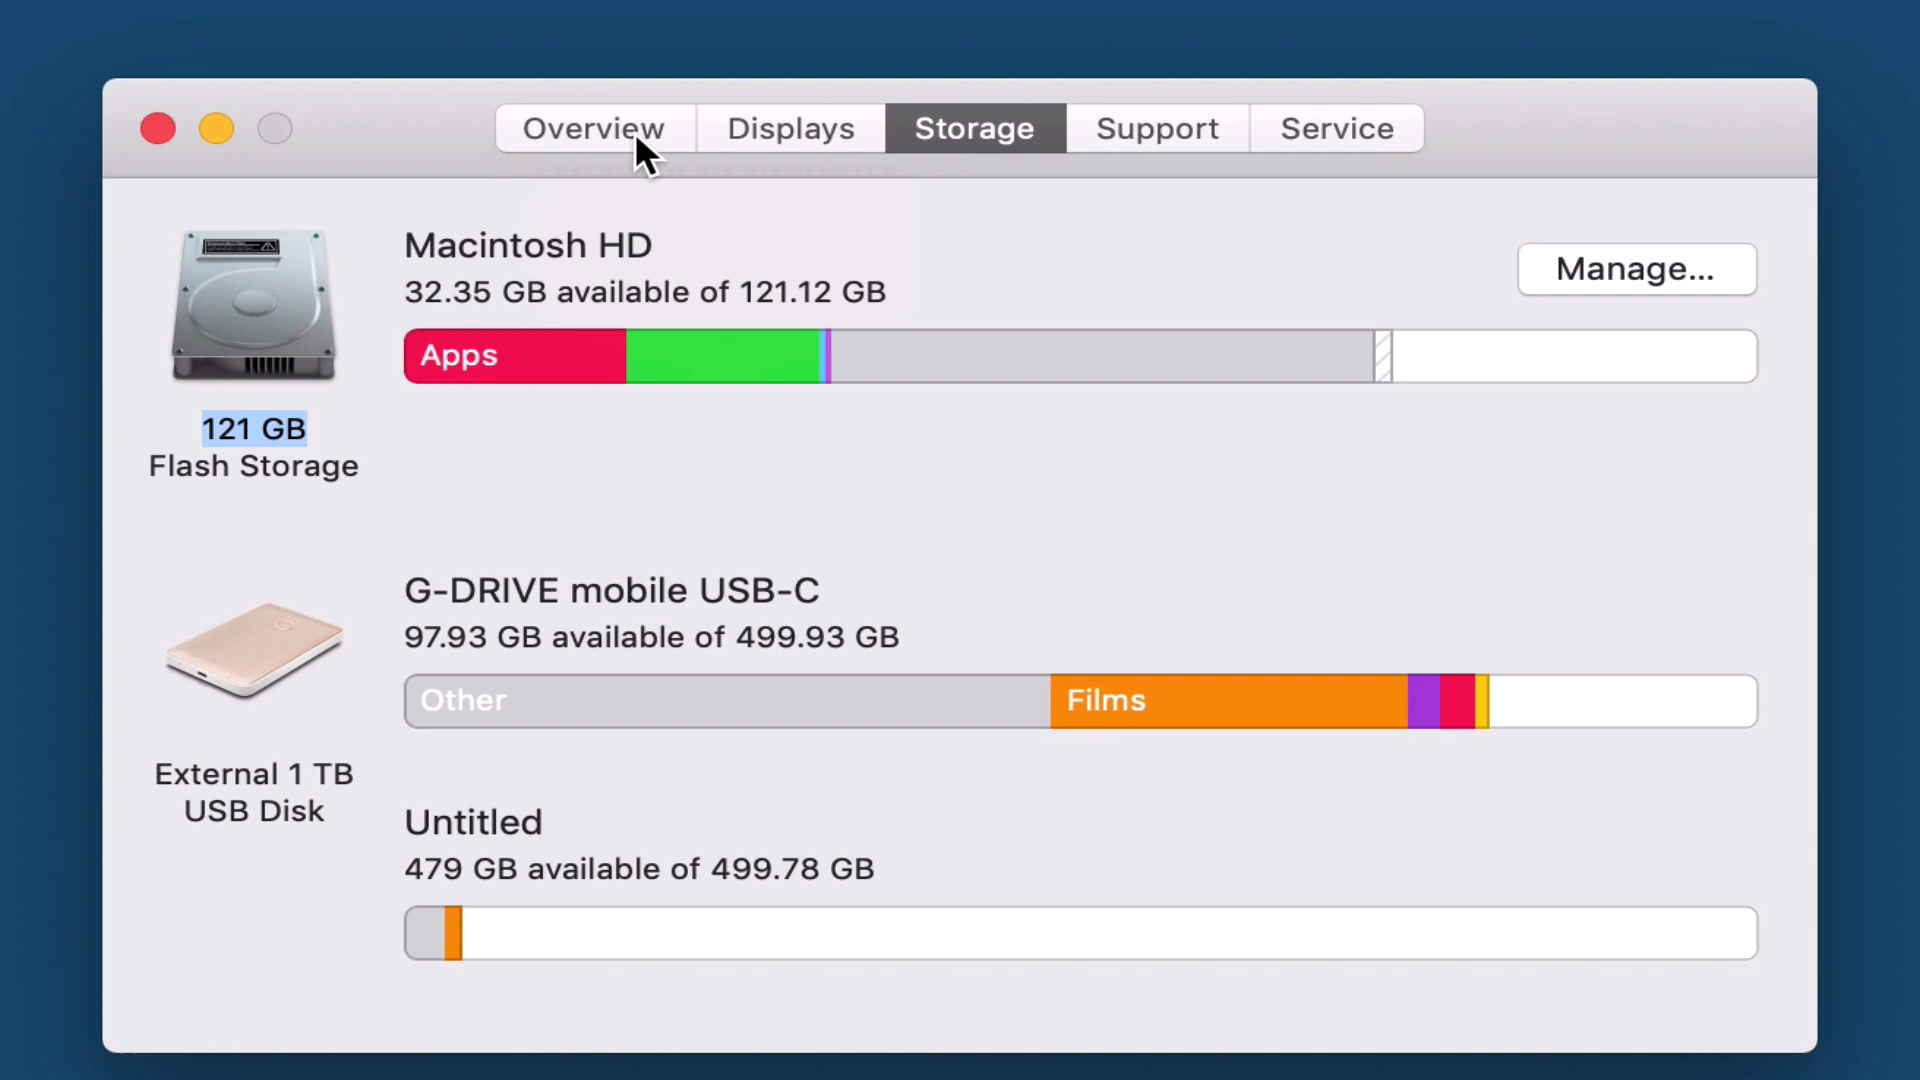 Overview Displays Storage Support Service
Macintosh HD
32.35 GB available of 121.12 GB
Manage...
Apps
121 GB
Flash Storage
G-DRIVE mobile USB-C
97.93 GB available of 499.93 GB
Other Films
External 1 TB
USB Disk
Untitled
479 GB available of 499.78 GB